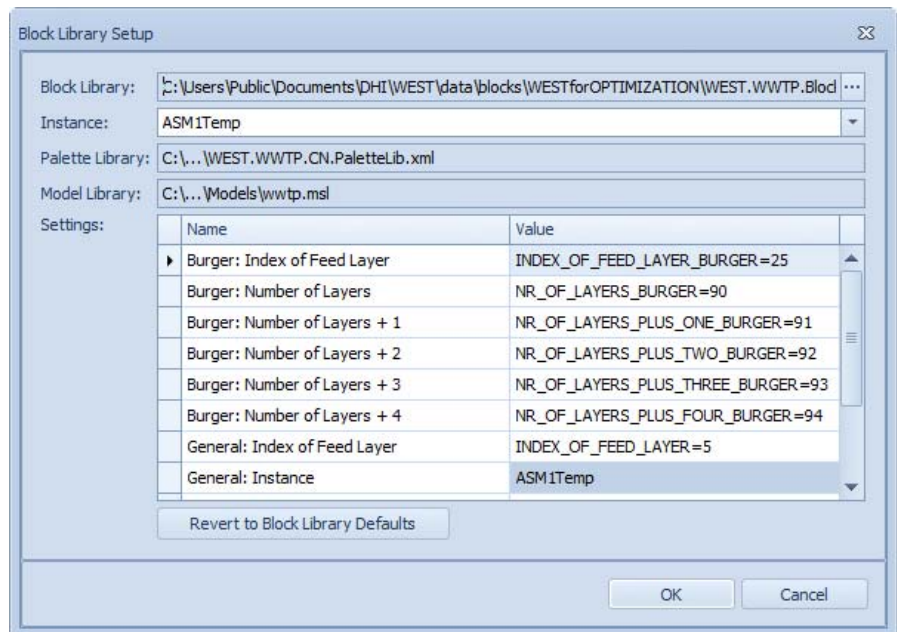 Block Library Setup
Block Library: C:\Users\Public\Documents\DHI\WEST\data\blocks\WESTforOPTIMIZATION\WEST.WWTP.Blocl ...
Instance: ASM1Temp
Palette Library: C:\...\WEST.WWTP.CN.PaletteLib.xml
Model Library: C:\...\Models\wwtp.msl
Settings: Name Value
Burger: Index of Feed Layer INDEX_OF_FEED_LAYER_BURGER=25
Burger: Number of Layers NR_OF_LAYERS_BURGER=90
Burger: Number of Layers + 1 NR_OF_LAYERS_PLUS_ONE_BURGER=91
Burger: Number of Layers + 2 NR_OF_LAYERS_PLUS_TWO_BURGER=92
Burger: Number of Layers + 3 NR_OF_LAYERS_PLUS_THREE_BURGER=93
Burger: Number of Layers + 4 NR_OF_LAYERS_PLUS_FOUR_BURGER=94
General: Index of Feed Layer INDEX_OF_FEED_LAYER=5
General: Instance ASM1Temp
Revert to Block Library Defaults
OK Cancel